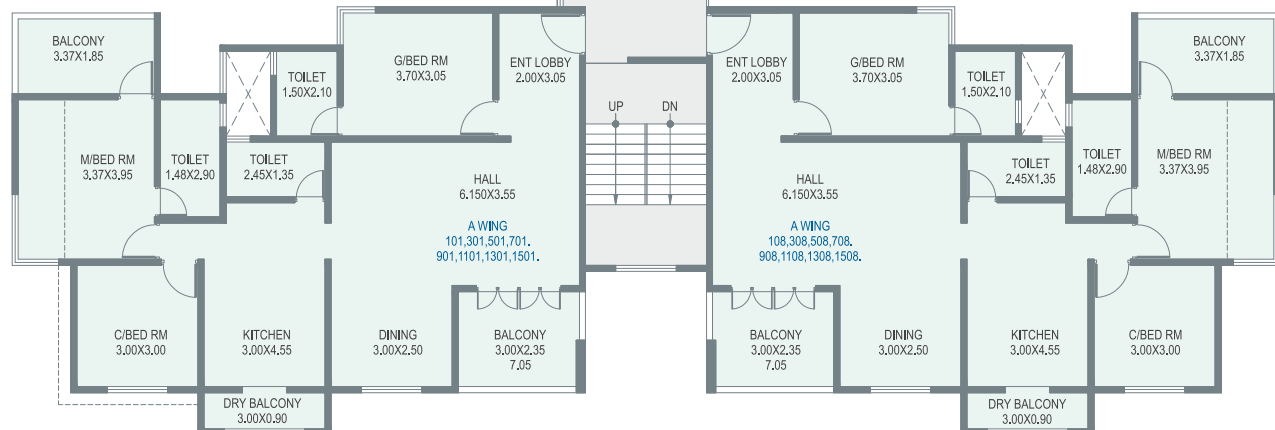 BALCONY
3.37X1.85
G/BED RM
3.70X3.05
ENT LOBBY
2.00X3.05
TOILET
1.50X2.10
M/BED RM
3.37X3.95
TOILET
1.48X2.90
TOILET
2.45X1.35
HALL
6.150X3.55
A WING
101,301,501,701.
901,1101,1301,1501.
C/BED RM
3.00X3.00
KITCHEN
3.00X4.55
DINING
3.00X2.50
BALCONY
3.00X2.35
7.05
DRY BALCONY
3.00X0.90
UP DN
ENT LOBBY
2.00X3.05
G/BED RM
3.70X3.05
TOILET
1.50X2.10
BALCONY
3.37X1.85
HALL
6.150X3.55
A WING
108,308,508,708.
908,1108,1308,1508.
TOILET
2.45X1.35
TOILET
1.48X2.90
M/BED RM
3.37X3.95
BALCONY
3.00X2.35
7.05
DINING
3.00X2.50
KITCHEN
3.00X4.55
C/BED RM
3.00X3.00
DRY BALCONY
3.00X0.90